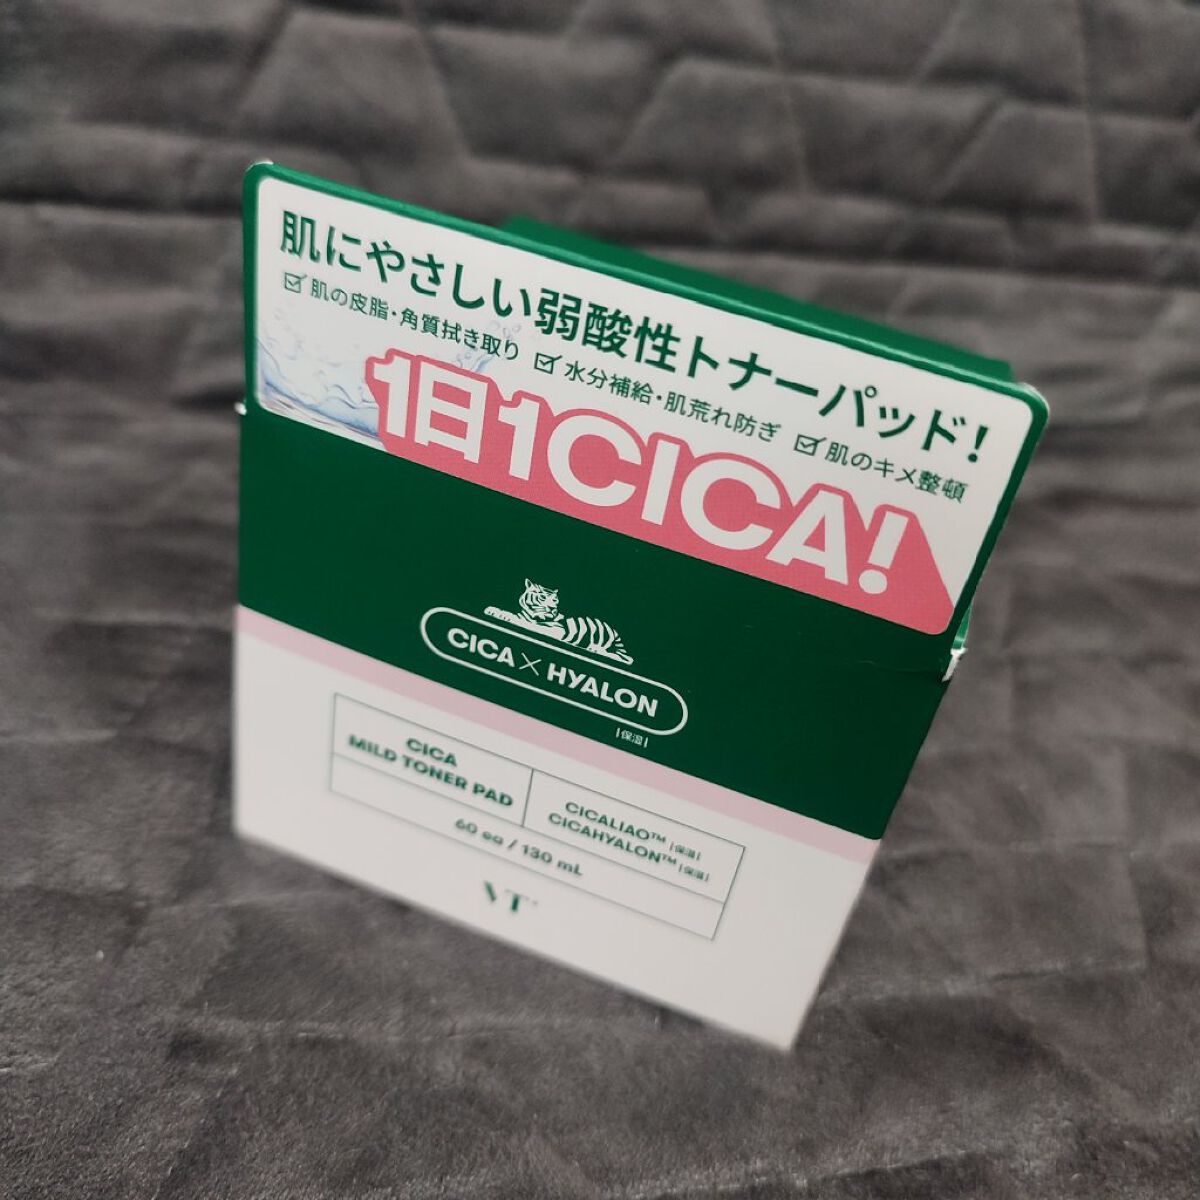 肌にやさしい弱酸性トナーパッド!
肌の皮脂・角質拭き取り 水分補給・肌荒れ防ぎ 肌のキメ整頓
1日1CICA!
CICA×HYALON
|保湿|
CICA
MILD TONER PAD
CICALIAO™ |保湿|
CICAHYALON™ |保湿|
60 ea / 130 mL
VT